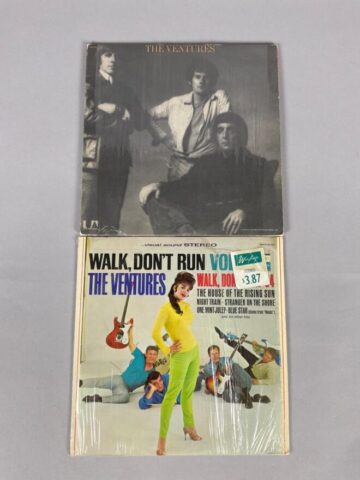 THE VENTURES
...visual sound STEREO
WALK, DON'T RUN VOL
THE VENTURES
$3.87
WALK, DO
THE HOUSE OF THE RISING SUN
NIGHT TRAIN · STRANGER ON THE SHORE
ONE MINT JULEP · BLUE STAR